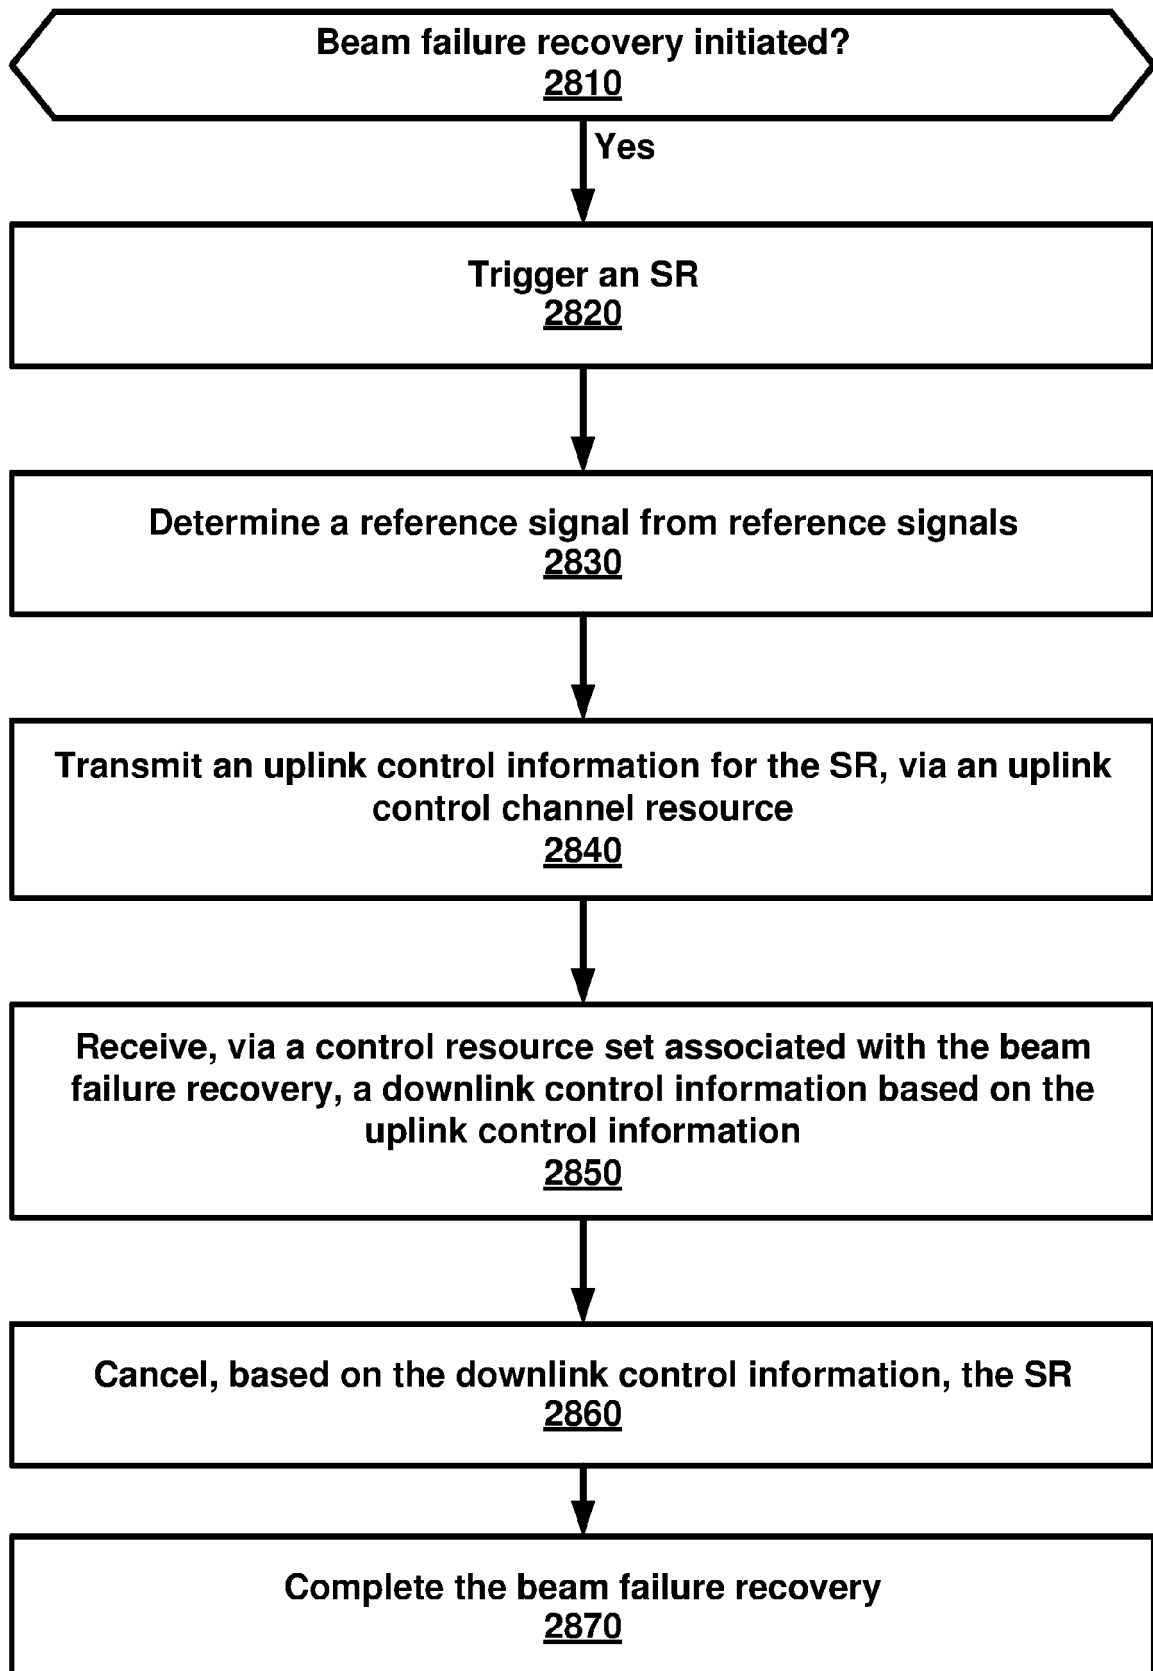 Beam failure recovery initiated?
2810
Yes
Trigger an SR
2820
Determine a reference signal from reference signals
2830
Transmit an uplink control information for the SR, via an uplink
control channel resource
2840
Receive, via a control resource set associated with the beam
failure recovery, a downlink control information based on the
uplink control information
2850
Cancel, based on the downlink control information, the SR
2860
Complete the beam failure recovery
2870